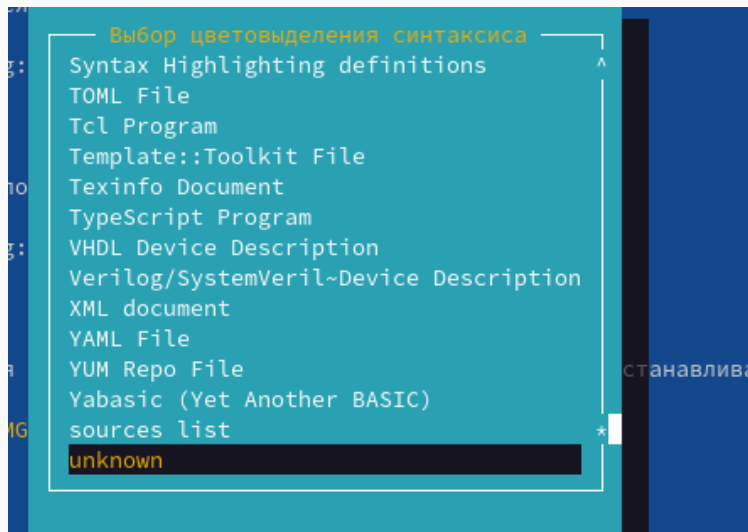 Выбор цветовыделения синтаксиса
Syntax Highlighting definitions
TOML File
Tcl Program
Template::Toolkit File
Texinfo Document
TypeScript Program
VHDL Device Description
Verilog/SystemVeril~Device Description
XML document
YAML File
YUM Repo File
станавлива
Yabasic (Yet Another BASIC)
MG
sources list
unknown